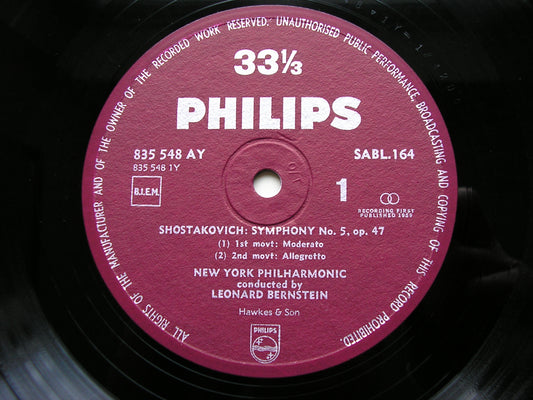 ALL RIGHTS OF THE MANUFACTURER AND OF THE OWNER OF THE RECORDED WORK RESERVED. UNAUTHORISED PUBLIC PERFORMANCE, BROADCASTING AND COPYING OF THIS RECORD PROHIBITED.
33⅓
PHILIPS
835 548 AY
SABL.164
835 548 1Y
B.I.E.M.
1
RECORDING FIRST
PUBLISHED 1959
SHOSTAKOVICH: SYMPHONY No. 5, op. 47
(1) 1st movt: Moderato
(2) 2nd movt: Allegretto
NEW YORK PHILHARMONIC
conducted by
LEONARD BERNSTEIN
Hawkes & Son
PHILIPS